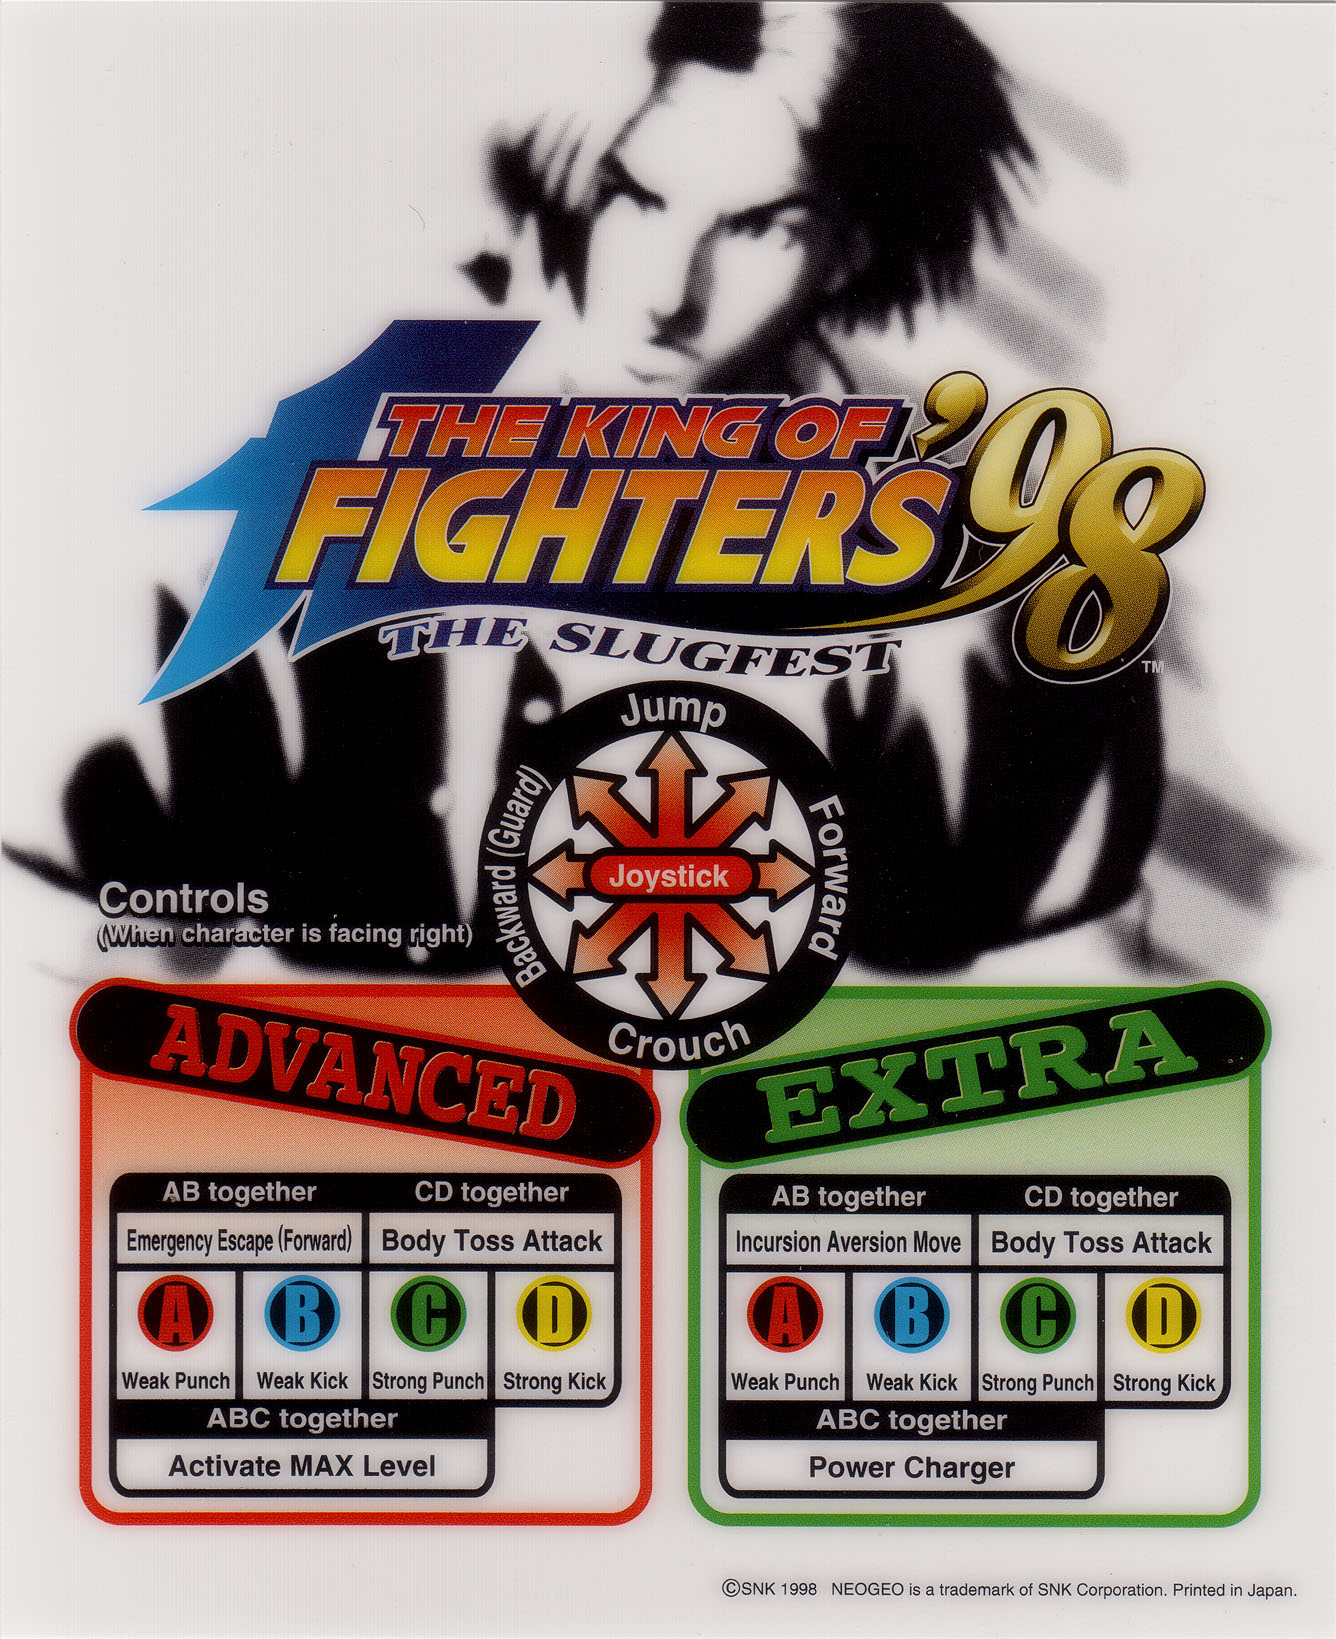 THE KING OF
FIGHTERS '98
THE SLUGFEST
TM
Jump
Backward (Guard)
Joystick
Forward
Crouch
Controls
(When character is facing right)
ADVANCED
AB together
CD together
Emergency Escape (Forward)
Body Toss Attack
A
B
C
D
Weak Punch
Weak Kick
Strong Punch
Strong Kick
ABC together
Activate MAX Level
EXTRA
AB together
CD together
Incursion Aversion Move
Body Toss Attack
A
B
C
D
Weak Punch
Weak Kick
Strong Punch
Strong Kick
ABC together
Power Charger
©SNK 1998 NEOGEO is a trademark of SNK Corporation. Printed in Japan.